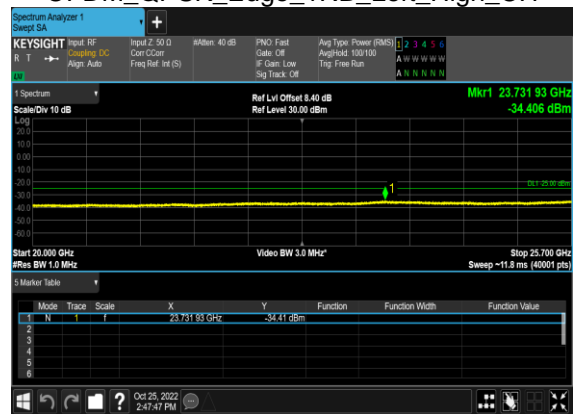 Spectrum Analyzer 1
Swept SA
+
KEYSIGHT
R T
LV
Input: RF
Coupling: DC
Align: Auto
Input Z: 50 Ω
Corr CCorr
Freq Ref: Int (S)
#Atten: 40 dB
PNO: Fast
Gate: Off
IF Gain: Low
Sig Track: Off
Avg Type: Power (RMS)
Avg|Hold: 100/100
Trig: Free Run
1 2 3 4 5 6
A W W W W W
A N N N N N
1 Spectrum
Scale/Div 10 dB
Ref Lvl Offset 8.40 dB
Ref Level 30.00 dBm
Mkr1 23.731 93 GHz
-34.406 dBm
Log
20.0
10.0
0.00
-10.0
-20.0
-30.0
-40.0
-50.0
-60.0
1
DL1 -25.00 dBm
Start 20.000 GHz
#Res BW 1.0 MHz
Video BW 3.0 MHz*
Stop 25.700 GHz
Sweep ~11.8 ms (40001 pts)
5 Marker Table
Mode Trace Scale X Y Function Function Width Function Value
1 N 1 f 23.731 93 GHz -34.41 dBm
2
3
4
5
6
?
Oct 25, 2022
2:47:47 PM